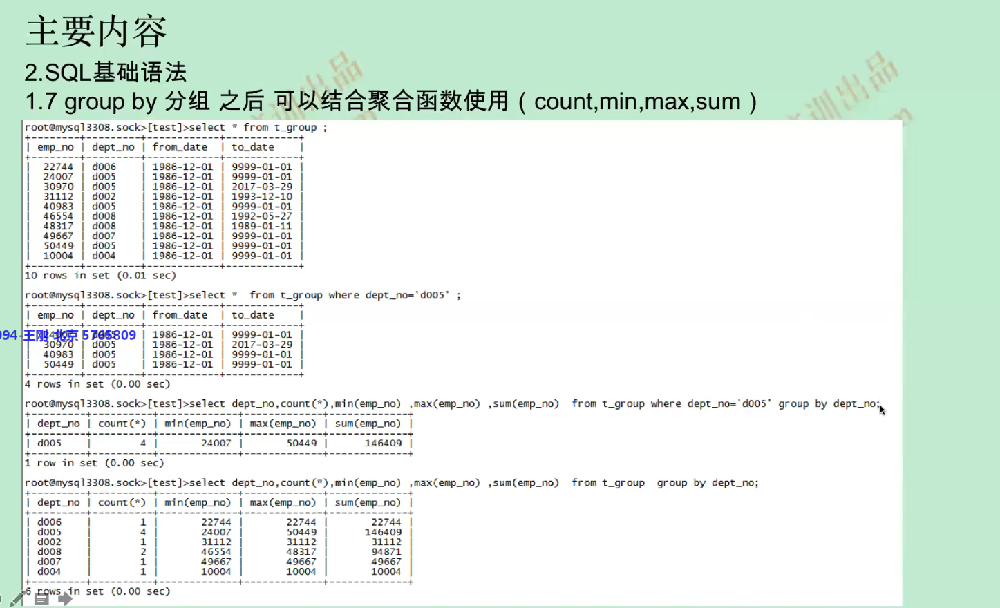 主要内容
2.SQL基础语法
1.7 group by 分组 之后 可以结合聚合函数使用（count,min,max,sum）
root@mysql3308.sock>[test]>select * from t_group ;
+--------+---------+------------+------------+
| emp_no | dept_no | from_date | to_date |
+--------+---------+------------+------------+
| 22744 | d006 | 1986-12-01 | 9999-01-01 |
| 24007 | d005 | 1986-12-01 | 9999-01-01 |
| 30970 | d005 | 1986-12-01 | 2017-03-29 |
| 31112 | d002 | 1986-12-01 | 1993-12-10 |
| 40983 | d005 | 1986-12-01 | 9999-01-01 |
| 46554 | d008 | 1986-12-01 | 1992-05-27 |
| 48317 | d008 | 1986-12-01 | 1989-01-11 |
| 49667 | d007 | 1986-12-01 | 9999-01-01 |
| 50449 | d005 | 1986-12-01 | 9999-01-01 |
| 10004 | d004 | 1986-12-01 | 9999-01-01 |
+--------+---------+------------+------------+
10 rows in set (0.01 sec)
root@mysql3308.sock>[test]>select * from t_group where dept_no='d005' ;
+--------+---------+------------+------------+
| emp_no | dept_no | from_date | to_date |
+--------+---------+------------+------------+
094-王刚-北京 5765809
| 24007 | d005 | 1986-12-01 | 9999-01-01 |
| 30970 | d005 | 1986-12-01 | 2017-03-29 |
| 40983 | d005 | 1986-12-01 | 9999-01-01 |
| 50449 | d005 | 1986-12-01 | 9999-01-01 |
+--------+---------+------------+------------+
4 rows in set (0.00 sec)
root@mysql3308.sock>[test]>select dept_no,count(*),min(emp_no) ,max(emp_no) ,sum(emp_no) from t_group where dept_no='d005' group by dept_no;
+---------+----------+-------------+-------------+-------------+
| dept_no | count(*) | min(emp_no) | max(emp_no) | sum(emp_no) |
+---------+----------+-------------+-------------+-------------+
| d005 | 4 | 24007 | 50449 | 146409 |
+---------+----------+-------------+-------------+-------------+
1 row in set (0.00 sec)
root@mysql3308.sock>[test]>select dept_no,count(*),min(emp_no) ,max(emp_no) ,sum(emp_no) from t_group group by dept_no;
+---------+----------+-------------+-------------+-------------+
| dept_no | count(*) | min(emp_no) | max(emp_no) | sum(emp_no) |
+---------+----------+-------------+-------------+-------------+
| d006 | 1 | 22744 | 22744 | 22744 |
| d005 | 4 | 24007 | 50449 | 146409 |
| d002 | 1 | 31112 | 31112 | 31112 |
| d008 | 2 | 46554 | 48317 | 94871 |
| d007 | 1 | 49667 | 49667 | 49667 |
| d004 | 1 | 10004 | 10004 | 10004 |
+---------+----------+-------------+-------------+-------------+
6 rows in set (0.00 sec)